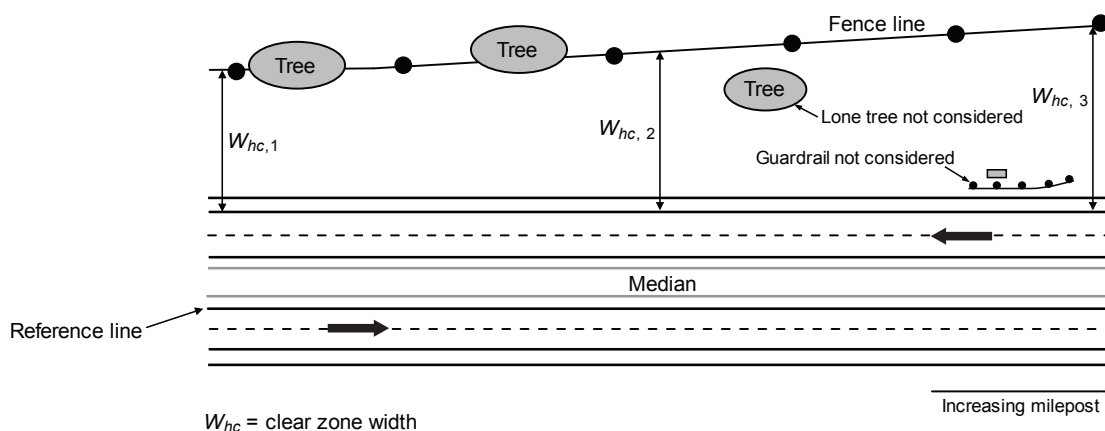 Fence line
Tree
Tree
Tree
W_hc,1
W_hc, 2
W_hc, 3
Lone tree not considered
Guardrail not considered
Median
Reference line
Increasing milepost
W_hc = clear zone width